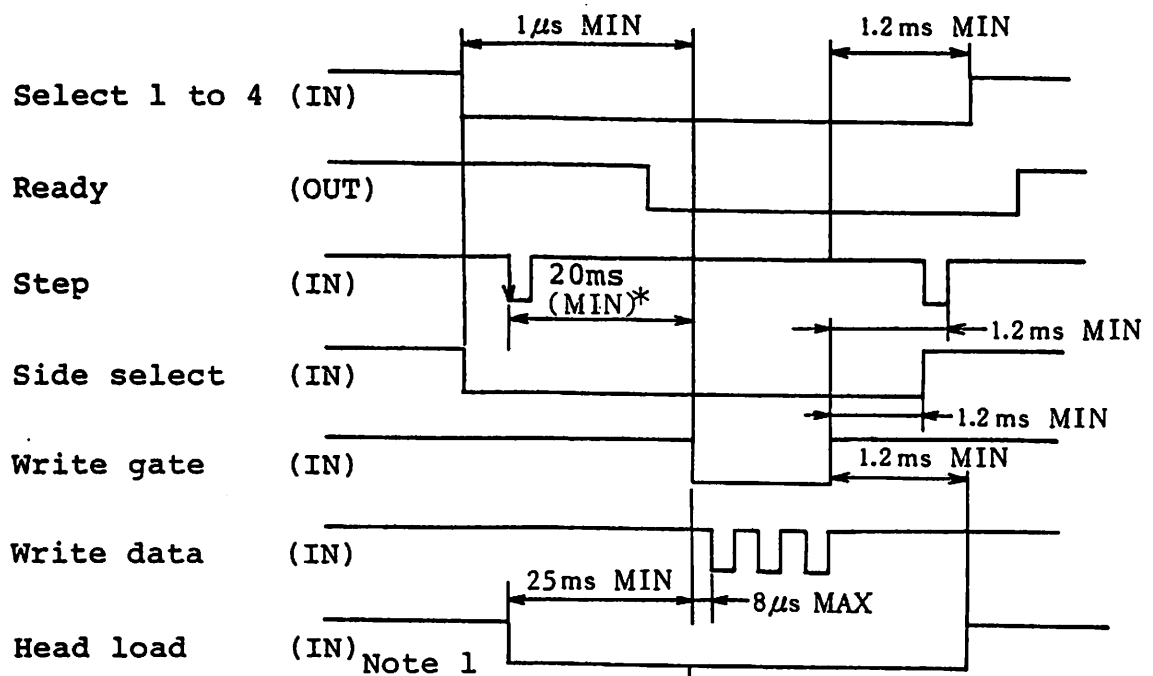 1μs MIN
1.2ms MIN
Select 1 to 4 (IN)
Ready (OUT)
Step (IN)
20ms
(MIN)*
1.2ms MIN
Side select (IN)
1.2ms MIN
Write gate (IN)
1.2ms MIN
Write data (IN)
25ms MIN
8μs MAX
Head load (IN)
Note 1